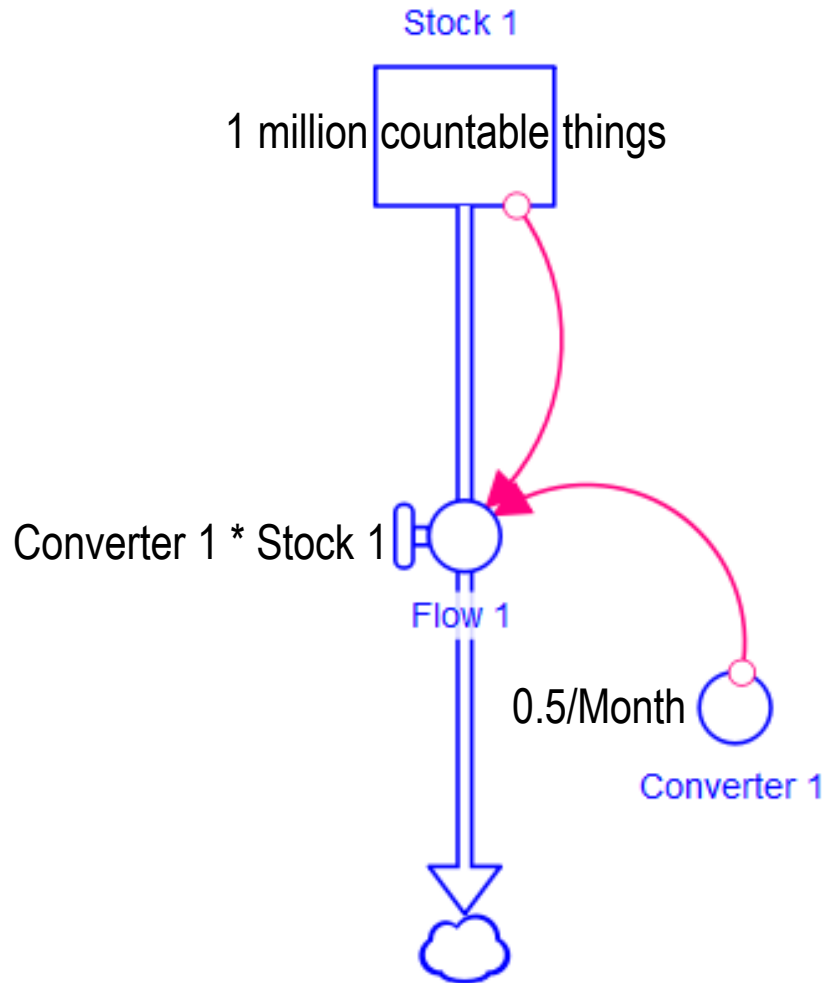 Stock 1
1 million countable things
Converter 1 * Stock 1
Flow 1
0.5/Month
Converter 1